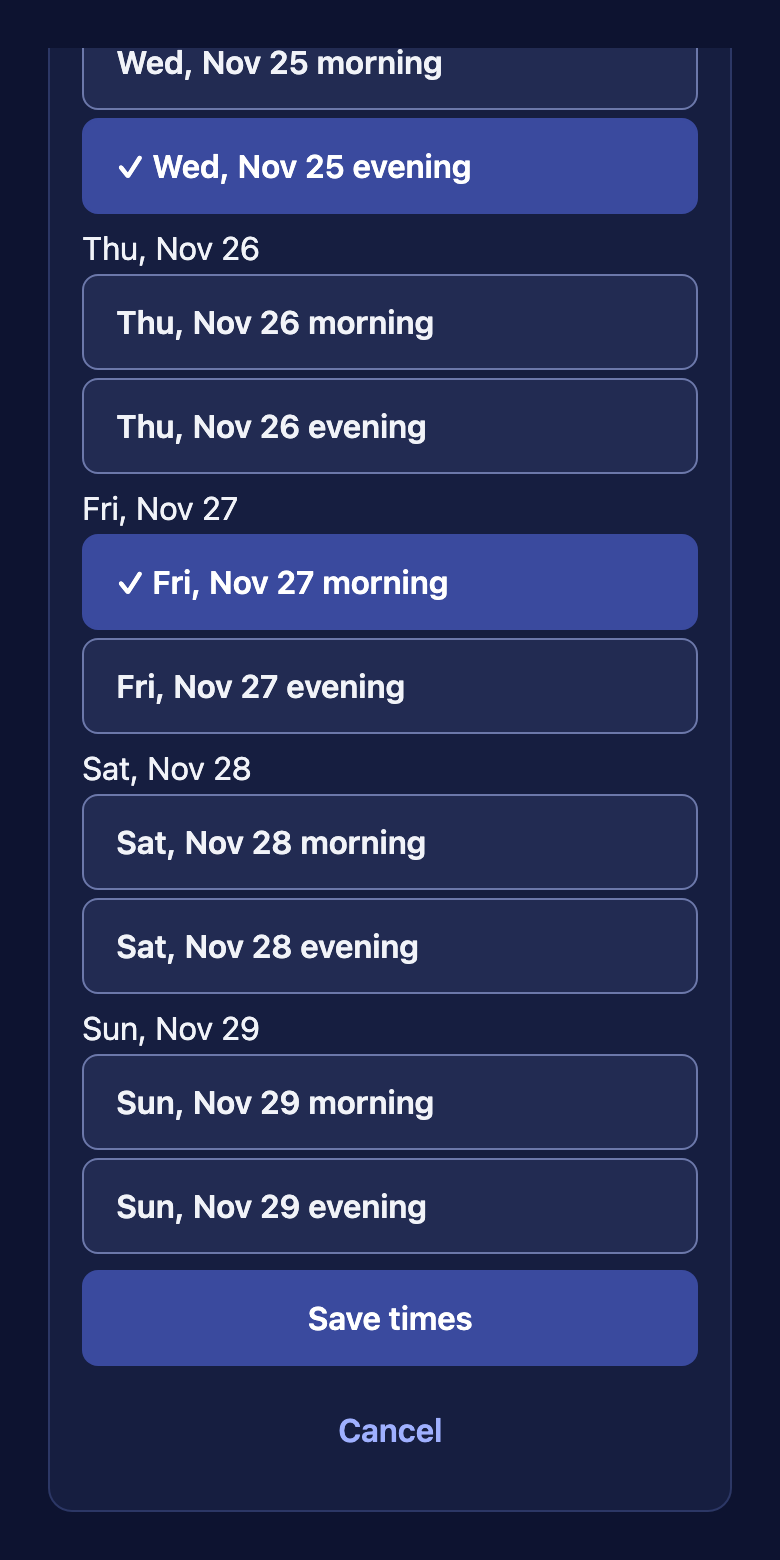 Wed, Nov 25 morning
✓ Wed, Nov 25 evening
Thu, Nov 26
Thu, Nov 26 morning
Thu, Nov 26 evening
Fri, Nov 27
✓ Fri, Nov 27 morning
Fri, Nov 27 evening
Sat, Nov 28
Sat, Nov 28 morning
Sat, Nov 28 evening
Sun, Nov 29
Sun, Nov 29 morning
Sun, Nov 29 evening
Save times
Cancel